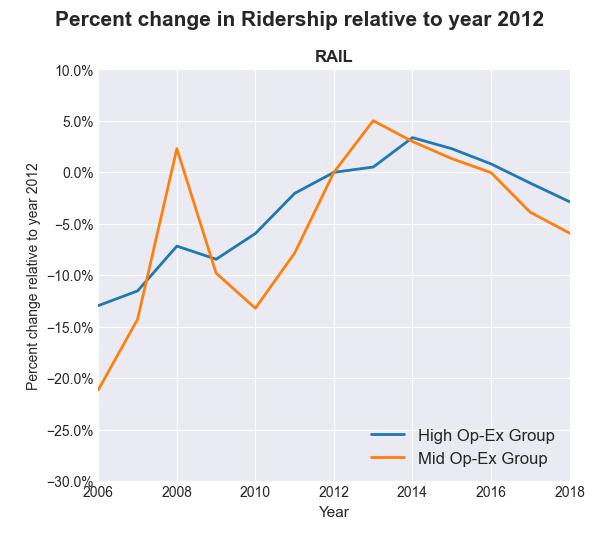 Percent change in Ridership relative to year 2012
RAIL
Percent change relative to year 2012
10.0%
5.0%
0.0%
−5.0%
−10.0%
−15.0%
−20.0%
−25.0%
−30.0%
High Op-Ex Group
Mid Op-Ex Group
2006 2008 2010 2012 2014 2016 2018
Year